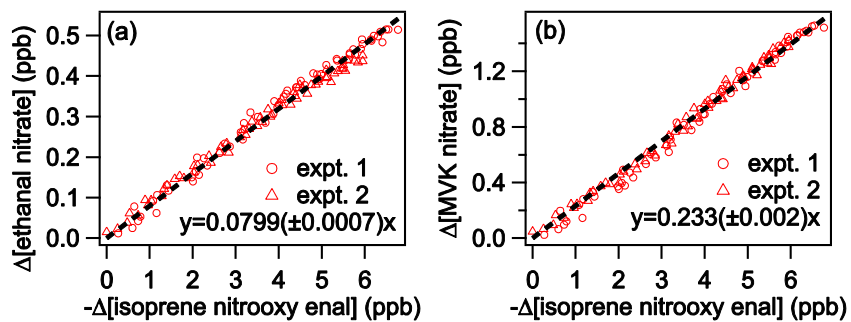 (a)
Δ[ethanal nitrate] (ppb)
0.5
0.4
0.3
0.2
0.1
0.0
expt. 1
expt. 2
y=0.0799(±0.0007)x
0 1 2 3 4 5 6
-Δ[isoprene nitrooxy enal] (ppb)
(b)
Δ[MVK nitrate] (ppb)
1.2
0.8
0.4
0.0
expt. 1
expt. 2
y=0.233(±0.002)x
0 1 2 3 4 5 6
-Δ[isoprene nitrooxy enal] (ppb)